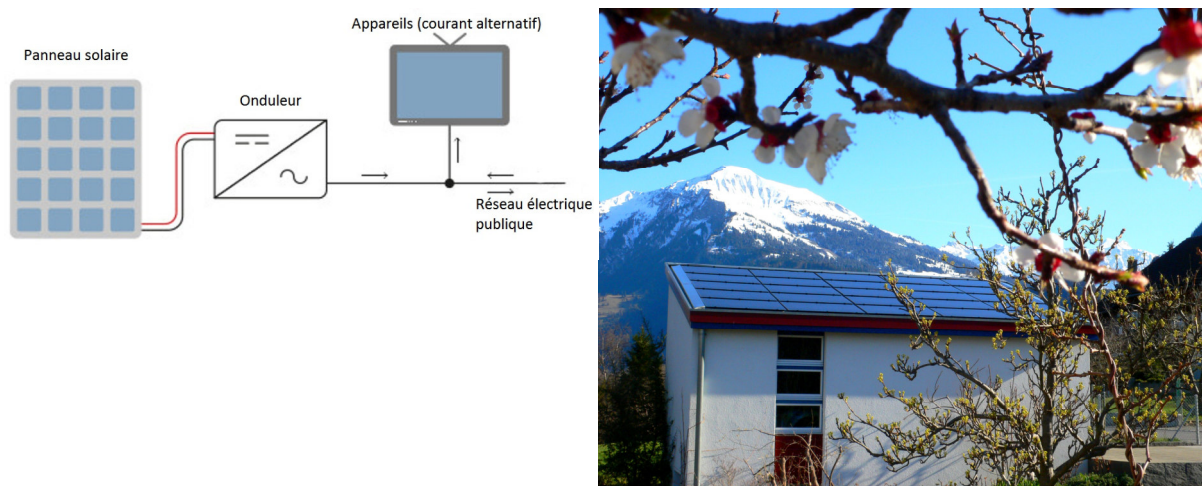 Appareils (courant alternatif)
Panneau solaire
Onduleur
Réseau électrique
publique